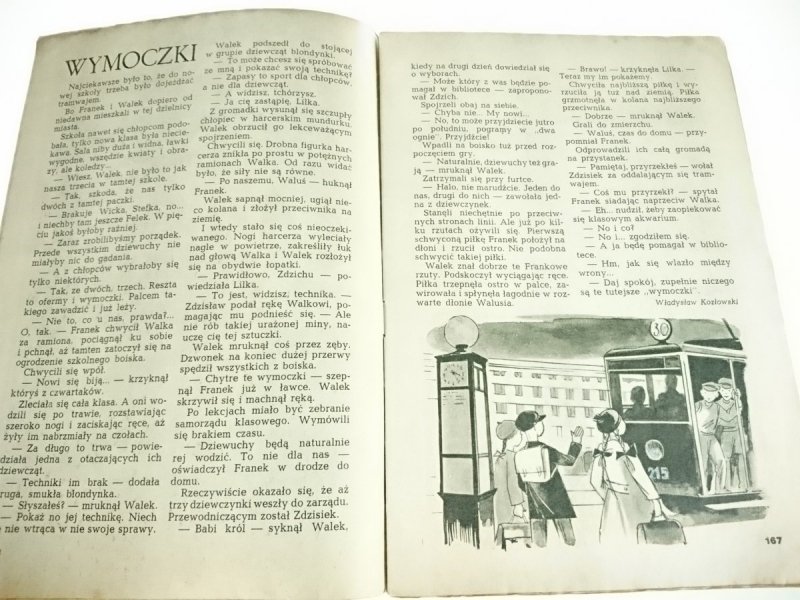 WYMOCZKI
Najciekawsze było to, że do no-
wej szkoły trzeba było dojeżdżać
tramwajem.
Bo Franek i Walek dopiero od
niedawna mieszkali w tej dzielnicy
miasta.
Szkoła nawet się chłopcom podo-
bała, tylko nowa klasa była niecie-
kawa. Sala niby duża i widna, ławki
wygodne, wszędzie kwiaty i obra-
zy, ale koledzy...
— Wiesz, Walek, nie było to jak
nasza trzecia w tamtej szkole.
— Tak, szkoda, że nas tylko
dwóch z tamtej paczki.
— Brakuje Wicka, Stefka, no...
i niechby tam jeszcze Felek. W pię-
ciu jakoś byłoby raźniej.
— Zaraz zrobilibyśmy porządek.
Przede wszystkim dziewuchy nie
miałyby nic do gadania.
— A z chłopców wybrałoby się
tylko niektórych.
— Tak, ze dwóch, trzech. Reszta
to ofermy i wymoczki. Palcem ta-
kiego zawadzić i już leży.
— Nie to, co u nas, prawda?...
O, tak. — Franek chwycił Walka
za ramiona, pociągnął ku sobie
i pchnął, aż tamten zatoczył się na
ogrodzenie szkolnego boiska.
Chwycili się wpół.
— Nowi się biją... — krzyknął
któryś z czwartaków.
Zleciała się cała klasa. A oni wo-
dzili się po trawie, rozstawiając
szeroko nogi i zaciskając ręce, aż
żyły im nabrzmiały na czołach.
— Za długo to trwa — powie-
działa jedna z otaczających ich
dziewcząt.
— Techniki im brak — dodała
druga, smukła blondynka.
— Słyszałeś? — mruknął Walek.
— Pokaż no jej technikę. Niech
nie wtrąca w nie swoje sprawy.
Walek podszedł do stojącej
w grupie dziewcząt blondynki.
— To może chcesz się spróbować
ze mną i pokazać swoją technikę?
— Zapasy to sport dla chłopców,
a nie dla dziewcząt.
— A widzisz, tchórzysz.
— Ja cię zastąpię, Lilka.
Z gromadki wysunął się szczupły
chłopiec w harcerskim mundurku.
Walek obrzucił go lekceważącym
spojrzeniem.
Chwycili się. Drobna figurka har-
cerza znikła po prostu w potężnych
ramionach Walka. Od razu widać
było, że siły nie są równe.
— Po naszemu, Waluś — huknął
Franek.
Walek sapnął mocniej, ugiął nie-
co kolana i złożył przeciwnika na
ziemię.
I wtedy stało się coś nieoczeki-
wanego. Nogi harcerza wyleciały
nagle w powietrze, zakreśliły łuk
nad głową Walka i Walek rozłożył
się na obydwie łopatki.
— Prawidłowo, Zdzichu — po-
wiedziała Lilka.
— To jest, widzisz, technika. —
Zdzisław podał rękę Walkowi, po-
magając mu podnieść się. — Ale
nie rób takiej urażonej miny, na-
uczę cię tej sztuczki.
Walek mruknął coś przez zęby.
Dzwonek na koniec dużej przerwy
spędził wszystkich z boiska.
— Chytre te wymoczki — szep-
nął Franek już w ławce. Walek
skrzywił się i machnął ręką.
Po lekcjach miało być zebranie
samorządu klasowego. Wymówili
się brakiem czasu.
— Dziewuchy będą naturalnie
rej wodzić. To nie dla nas —
oświadczył Franek w drodze do
domu.
Rzeczywiście okazało się, że aż
trzy dziewczynki weszły do zarządu.
Przewodniczącym został Zdzisiek.
— Babi król — syknął Walek,
kiedy na drugi dzień dowiedział się
o wyborach.
— Może który z was będzie po-
magał w bibliotece — zapropono-
wał Zdzich.
Spojrzeli obaj na siebie.
— Chyba nie... My nowi...
— No, to może przyjdziecie jutro
po południu, pogramy w „dwa
ognie". Przyjdźcie!
Wpadli na boisko tuż przed roz-
poczęciem gry.
— Naturalnie, dziewuchy też gra-
ją — mruknął Walek.
Zatrzymali się przy furtce.
— Halo, nie marudźcie. Jeden do
nas, drugi do nich — zawołała jed-
na z dziewczynek.
Stanęli niechętnie po przeciw-
nych stronach linii. Ale już po kil-
ku rzutach ożywili się. Pierwszą
schwyconą piłkę Franek położył na
dłoni i rzucił ostro. Nie podobna
schwycić takiej piłki.
Walek znał dobrze te Frankowe
rzuty. Podskoczył wyciągając ręce.
Piłka trzepnęła ostro w palce, za-
wirowała i spłynęła łagodnie w roz-
warte dłonie Walusia.
— Brawo! — krzyknęła Lilka. —
Teraz my im pokażemy.
Chwyciła najbliższą piłkę i wy-
rzuciła ją tuż nad ziemią. Piłka
grzmotnęła w kolana najbliższego
przeciwnika.
— Dobrze — mruknął Walek.
Grali do zmierzchu.
— Waluś, czas do domu — przy-
pomniał Franek.
Odprowadzili ich całą gromadą
na przystanek.
— Pamiętaj, przyrzekłeś — wołał
Zdzisiek za oddalającym się tram-
wajem.
— Coś mu przyrzekł? — spytał
Franek siadając naprzeciw Walka.
— Eh... nudził, żeby zaopiekować
się klasowym akwarium.
— No i co?
— No i... zgodziłem się.
— A ja będę pomagał w biblio-
tece.
— Hm, jak się wlazło między
wrony...
— Daj spokój, zupełnie niczego
są te tutejsze „wymoczki".
Władysław Kozłowski
30
215
167